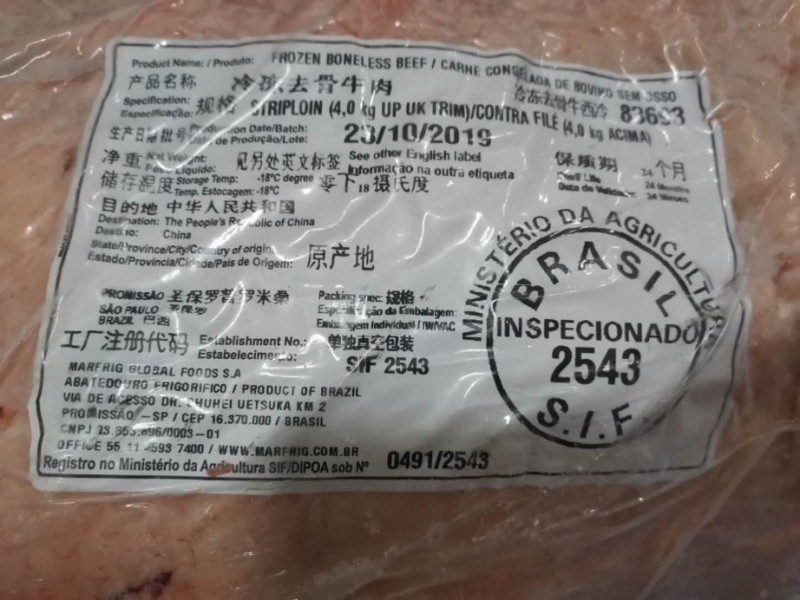 Product Name: / Produto: FROZEN BONELESS BEEF / CARNE CONGELADA DE BOVINO SEM OSSO
产品名称 冷冻去骨牛肉 冷冻去骨牛西冷
Specification: Especificação: 规格 STRIPLOIN (4,0 kg UP UK TRIM)/CONTRA FILÉ (4,0 kg ACIMA)
生产日期批号 Production Date/Batch: Data de Produção/Lote: 23/10/2019
净重 Net Weight: Peso Líquido: 见另处英文标签 See other English label
Informação na outra etiqueta
保质期 Shelf Life 24个月
24 Months
24 Meses
储存温度 Storage Temp: -18°C degree 零下18摄氏度
Temp. Estocagem: -18°C
目的地 中华人民共和国
Destination: The People's Republic of China
Destino: China
State/Province/City/Country of origin:
Estado/Província/Cidade/País de Origem: 原产地
PROMISSÃO 圣保罗普罗米桑
SÃO PAULO 圣保罗
BRAZIL 巴西
Packing spec: 规格
Especificação da Embalagem:
Embalagem Individual / IW/VAC
单独真空包装
工厂注册代码 Establishment No.:
Estabelecimento: SIF 2543
MARFRIG GLOBAL FOODS S.A
ABATEDOURO FRIGORIFICO / PRODUCT OF BRAZIL
VIA DE ACESSO DR. SHUHEI UETSUKA KM 2
PROMISSÃO -SP / CEP 16.370.000 / BRASIL
CNPJ 03.853.896/0003-01
OFFICE 55 11 3593 7400 / WWW.MARFRIG.COM.BR
Registro no Ministério da Agricultura SIF/DIPOA sob Nº 0491/2543
MINISTÉRIO DA AGRICULTURA
BRASIL
INSPECIONADO
2543
S.I.F.